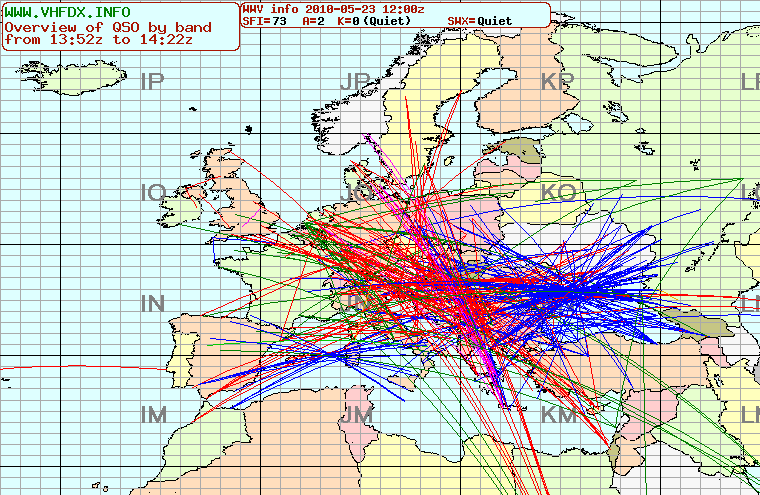 WWW.VHFDX.INFO
Overview of QSO by band
from 13:52z to 14:22z
WWV info 2010-05-23 12:00z
SFI=73 A=2 K=0(Quiet) SWX=Quiet
IP JP KP LP
IO JO KO LO
IN JN LN
IM JM KM LM